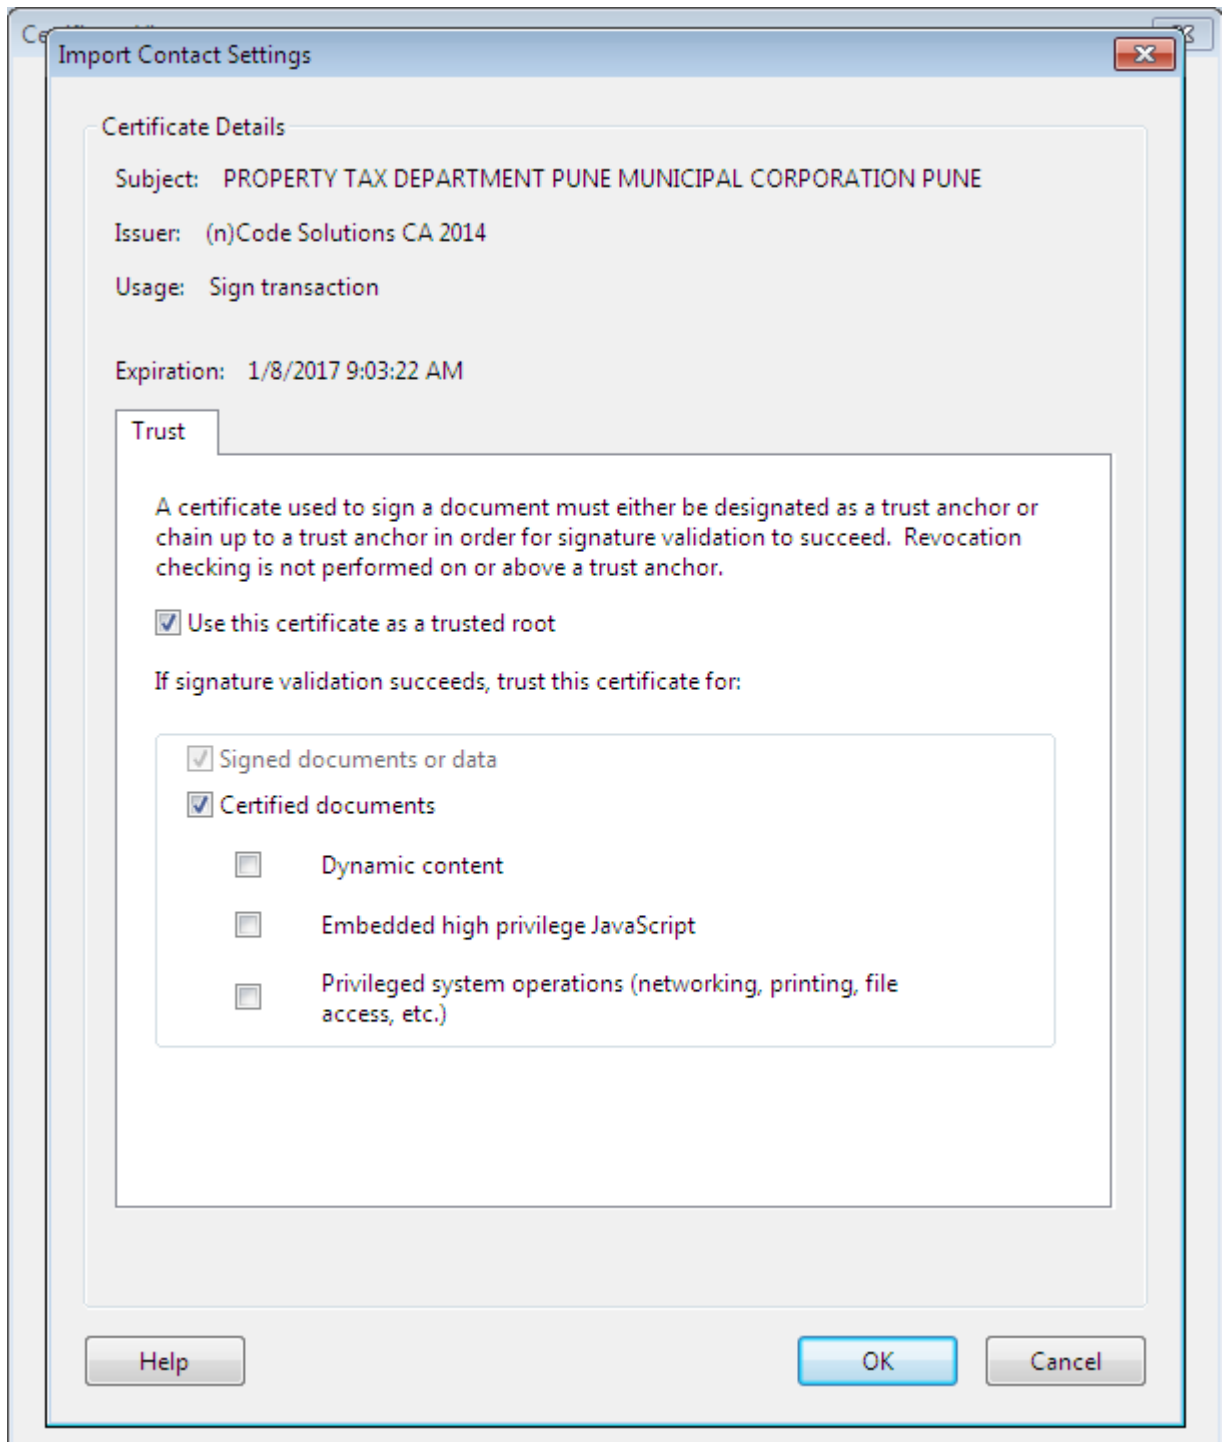 Import Contact Settings
Certificate Details
Subject: PROPERTY TAX DEPARTMENT PUNE MUNICIPAL CORPORATION PUNE
Issuer: (n)Code Solutions CA 2014
Usage: Sign transaction
Expiration: 1/8/2017 9:03:22 AM
Trust
A certificate used to sign a document must either be designated as a trust anchor or
chain up to a trust anchor in order for signature validation to succeed. Revocation
checking is not performed on or above a trust anchor.
Use this certificate as a trusted root
If signature validation succeeds, trust this certificate for:
Signed documents or data
Certified documents
Dynamic content
Embedded high privilege JavaScript
Privileged system operations (networking, printing, file
access, etc.)
Help OK Cancel